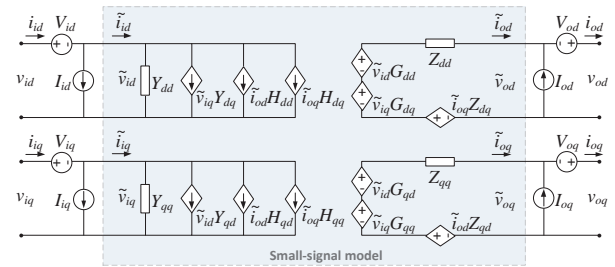 i_id V_id ĩ_id ĩ_od V_od i_od
Z_dd
v_id I_id ṽ_id Y_dd ṽ_iq Y_dq ĩ_od H_dd ĩ_oq H_dq ṽ_id G_dd ṽ_iq G_dq ĩ_oq Z_dq ṽ_od I_od v_od
i_iq V_iq ĩ_iq ĩ_oq V_oq i_oq
Z_qq
v_iq I_iq ṽ_iq Y_qq ṽ_id Y_qd ĩ_od H_qd ĩ_oq H_qq ṽ_id G_qd ṽ_iq G_qq ĩ_od Z_qd ṽ_oq I_oq v_oq
Small-signal model